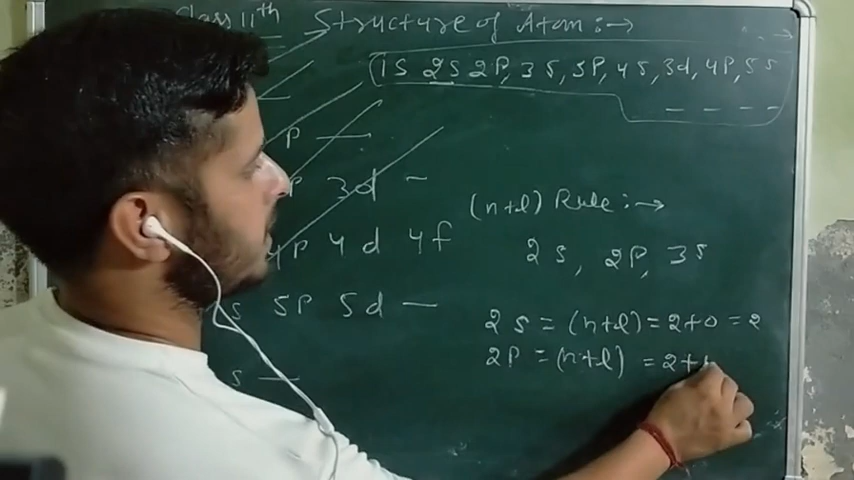 Class 11th Structure of Atom :→
(1S 2S 2P, 3S, 3P, 4S, 3d, 4P, 5S
— — — —
P —
P 3d —
4P 4d 4f
(n+l) Rule :→
2S, 2P, 3S
S 5P 5d —
2S = (n+l) = 2+0 = 2
2P = (n+l) = 2+1
S —